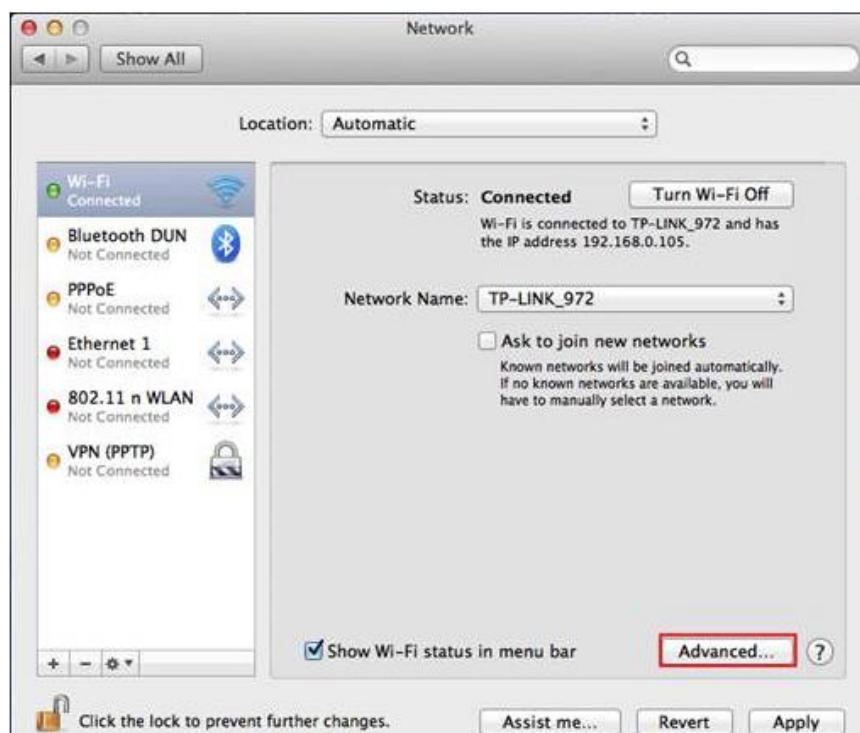 Network
Show All
Location: Automatic
Wi-Fi
Connected
Bluetooth DUN
Not Connected
PPPoE
Not Connected
Ethernet 1
Not Connected
802.11 n WLAN
Not Connected
VPN (PPTP)
Not Connected
Status: Connected
Turn Wi-Fi Off
Wi-Fi is connected to TP-LINK_972 and has
the IP address 192.168.0.105.
Network Name: TP-LINK_972
Ask to join new networks
Known networks will be joined automatically.
If no known networks are available, you will
have to manually select a network.
Show Wi-Fi status in menu bar
Advanced...
?
Click the lock to prevent further changes.
Assist me...
Revert
Apply